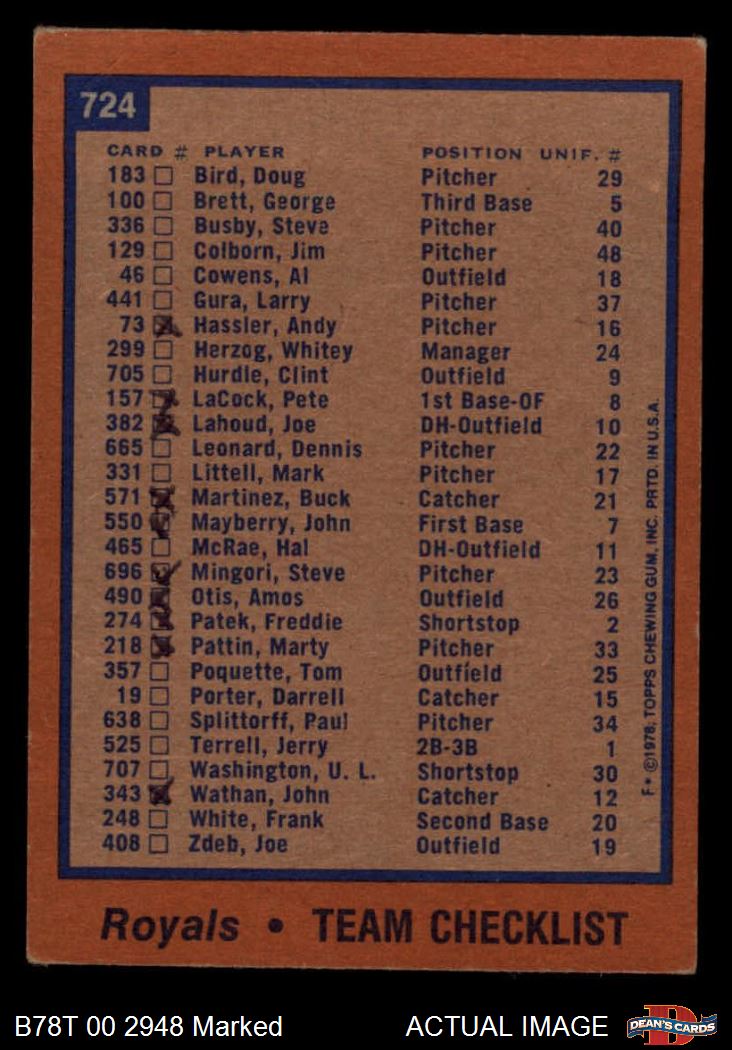 724
CARD # PLAYER POSITION UNIF. #
183 Bird, Doug Pitcher 29
100 Brett, George Third Base 5
336 Busby, Steve Pitcher 40
129 Colborn, Jim Pitcher 48
46 Cowens, Al Outfield 18
441 Gura, Larry Pitcher 37
73 Hassler, Andy Pitcher 16
299 Herzog, Whitey Manager 24
705 Hurdle, Clint Outfield 9
157 LaCock, Pete 1st Base-OF 8
382 Lahoud, Joe DH-Outfield 10
665 Leonard, Dennis Pitcher 22
331 Littell, Mark Pitcher 17
571 Martinez, Buck Catcher 21
550 Mayberry, John First Base 7
465 McRae, Hal DH-Outfield 11
696 Mingori, Steve Pitcher 23
490 Otis, Amos Outfield 26
274 Patek, Freddie Shortstop 2
218 Pattin, Marty Pitcher 33
357 Poquette, Tom Outfield 25
19 Porter, Darrell Catcher 15
638 Splittorff, Paul Pitcher 34
525 Terrell, Jerry 2B-3B 1
707 Washington, U. L. Shortstop 30
343 Wathan, John Catcher 12
248 White, Frank Second Base 20
408 Zdeb, Joe Outfield 19
F* ©1978, TOPPS CHEWING GUM, INC. PRTD. IN U.S.A.
Royals • TEAM CHECKLIST
B78T 00 2948 Marked ACTUAL IMAGE
D
DEAN'S CARDS